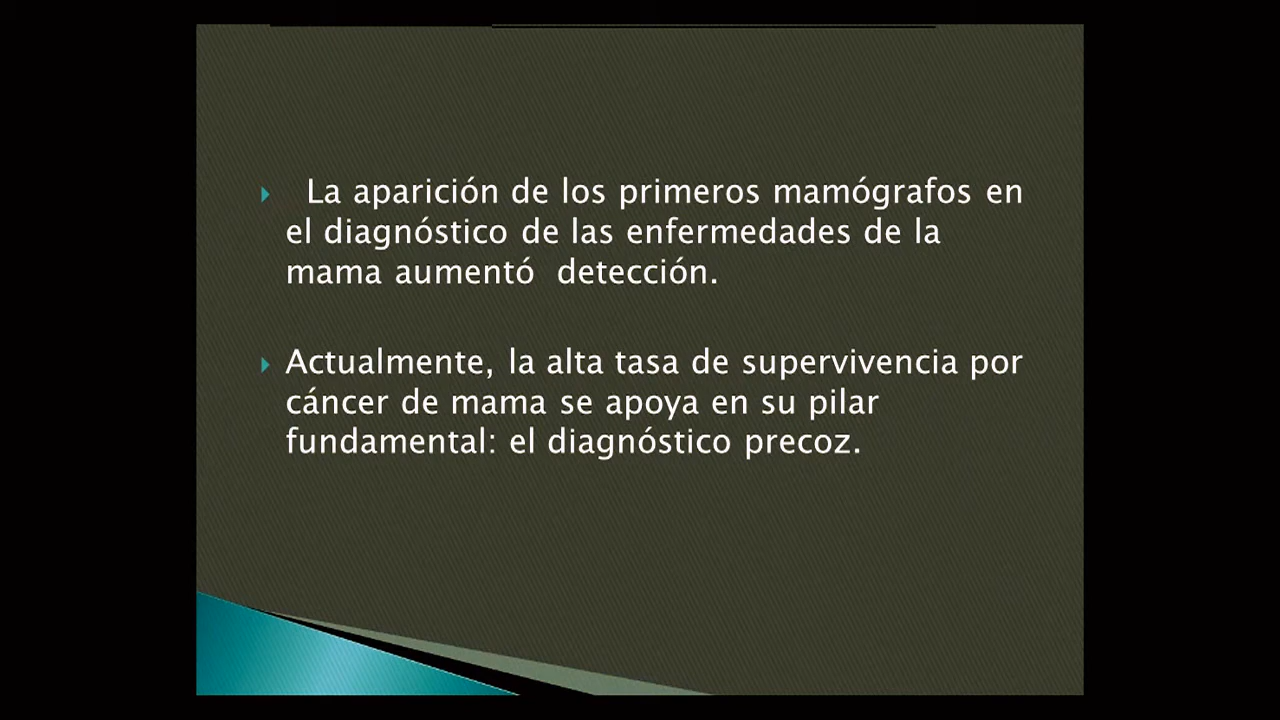 La aparición de los primeros mamógrafos en
el diagnóstico de las enfermedades de la
mama aumentó  detección.
Actualmente, la alta tasa de supervivencia por
cáncer de mama se apoya en su pilar
fundamental: el diagnóstico precoz.